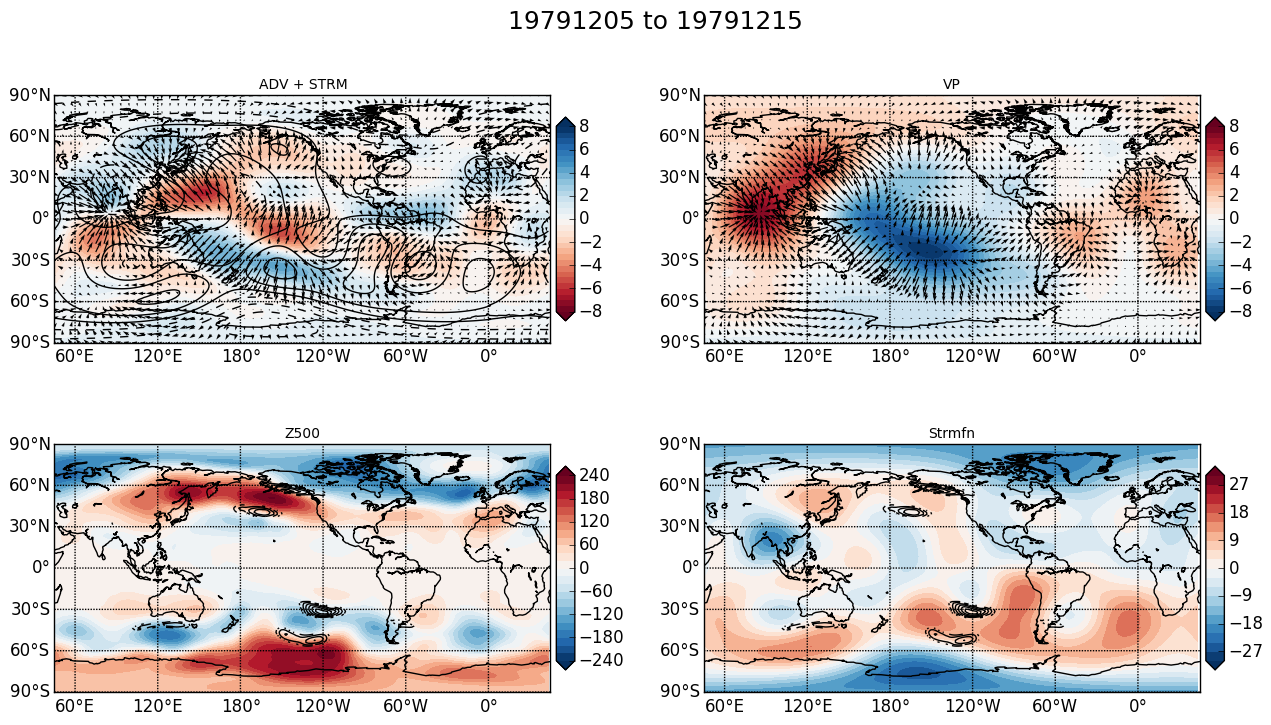 19791205 to 19791215
ADV + STRM
90°N
60°N
30°N
0°
30°S
60°S
90°S
60°E 120°E 180° 120°W 60°W 0°
8
6
4
2
0
−2
−4
−6
−8
VP
90°N
60°N
30°N
0°
30°S
60°S
90°S
60°E 120°E 180° 120°W 60°W 0°
8
6
4
2
0
−2
−4
−6
−8
Z500
90°N
60°N
30°N
0°
30°S
60°S
90°S
60°E 120°E 180° 120°W 60°W 0°
240
180
120
60
0
−60
−120
−180
−240
Strmfn
90°N
60°N
30°N
0°
30°S
60°S
90°S
60°E 120°E 180° 120°W 60°W 0°
27
18
9
0
−9
−18
−27